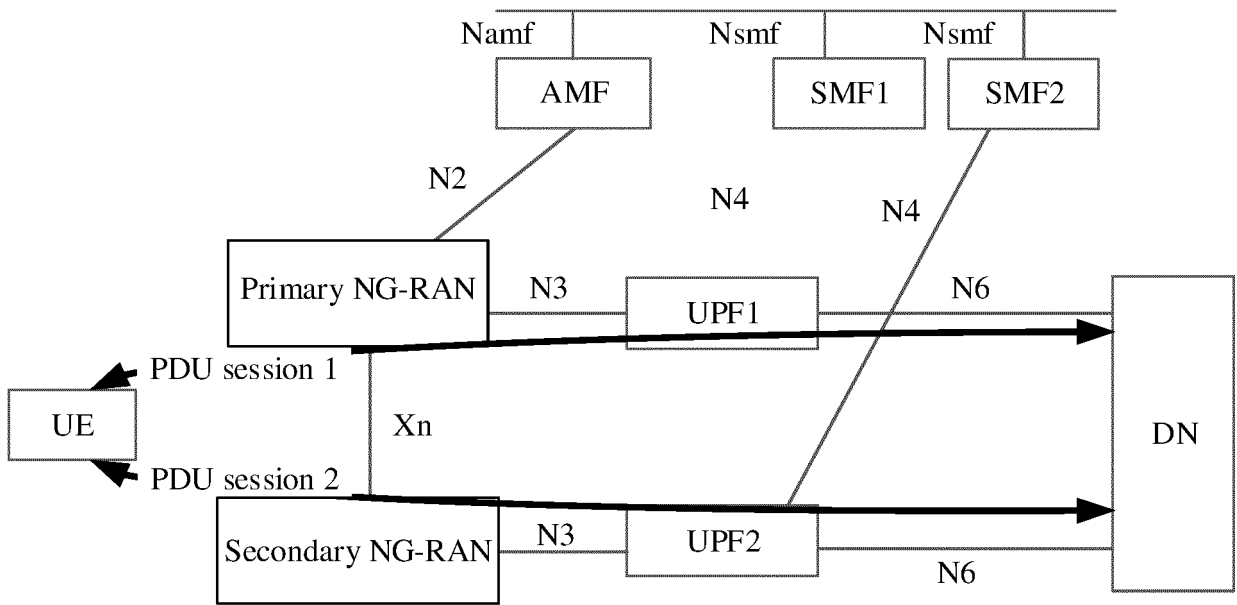 Namf
Nsmf
Nsmf
AMF
SMF1
SMF2
N2
N4
N4
Primary NG-RAN
N3
UPF1
N6
PDU session 1
UE
Xn
DN
PDU session 2
Secondary NG-RAN
N3
UPF2
N6